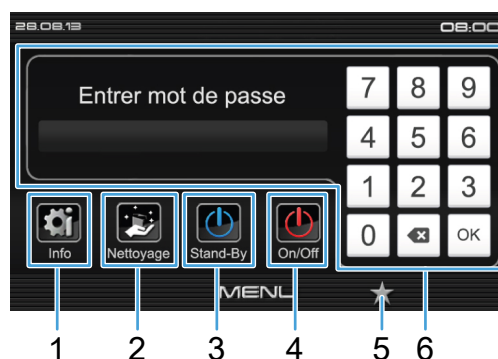 28.08.13 08:00
Entrer mot de passe
7 8 9
4 5 6
1 2 3
0 OK
Info Nettoyage Stand-By On/Off
MENU
1 2 3 4 5 6